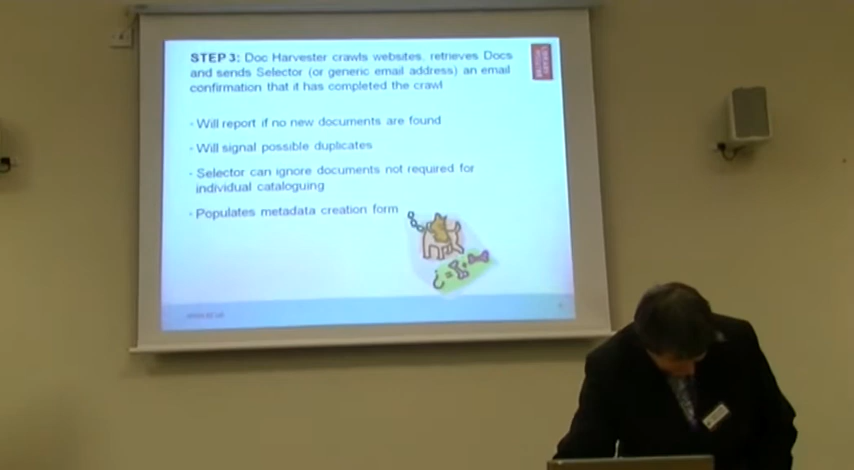 STEP 3: Doc Harvester crawls websites, retrieves Docs
and sends Selector (or generic email address) an email
confirmation that it has completed the crawl
- Will report if no new documents are found
- Will signal possible duplicates
- Selector can ignore documents not required for
individual cataloguing
- Populates metadata creation form